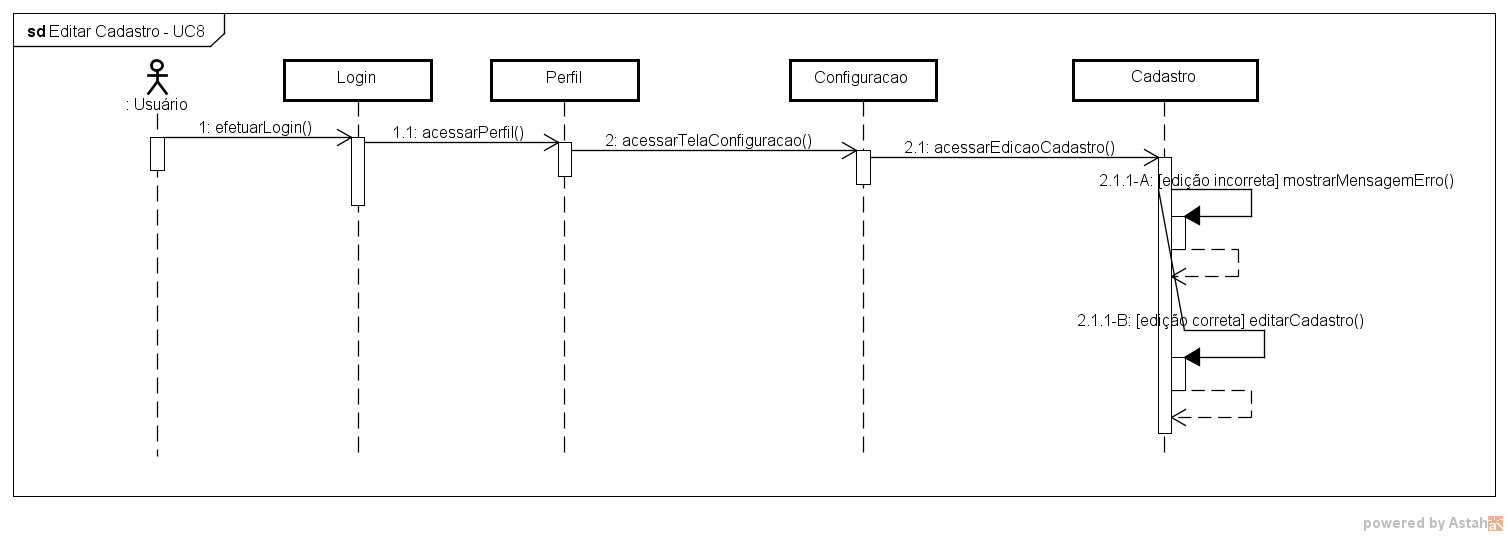 sd Editar Cadastro - UC8
: Usuário
Login
Perfil
Configuracao
Cadastro
1: efetuarLogin()
1.1: acessarPerfil()
2: acessarTelaConfiguracao()
2.1: acessarEdicaoCadastro()
2.1.1-A: [edição incorreta] mostrarMensagemErro()
2.1.1-B: [edição correta] editarCadastro()
powered by Astah